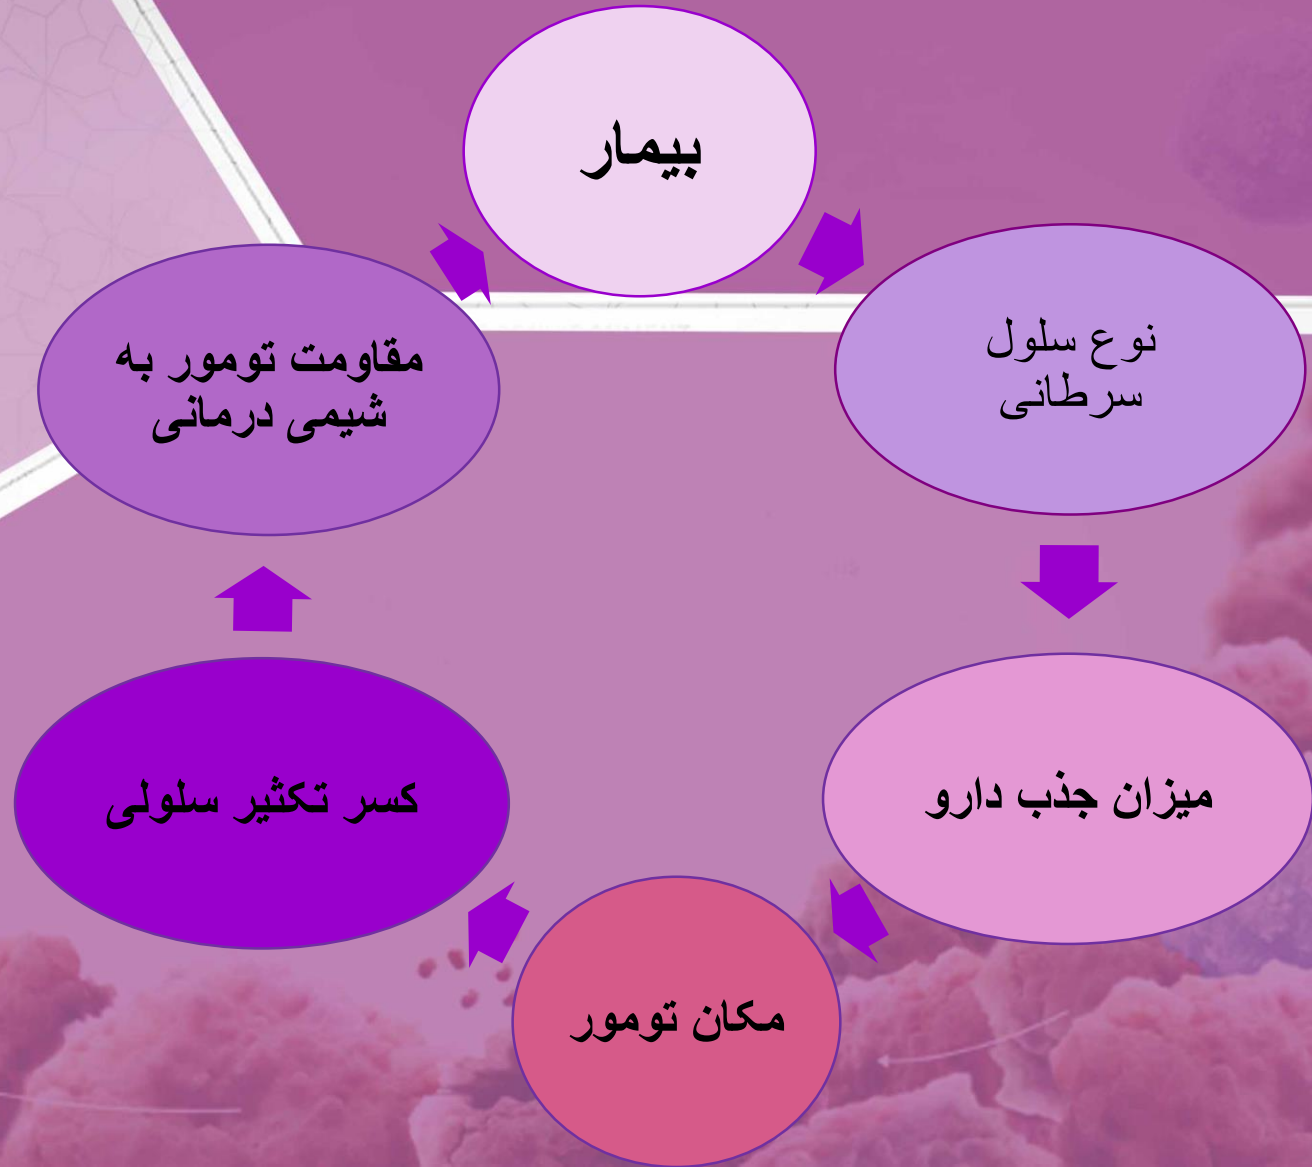 بیمار
نوع سلول
سرطانی
میزان جذب دارو
مکان تومور
کسر تکثیر سلولی
مقاومت تومور به
شیمی درمانی